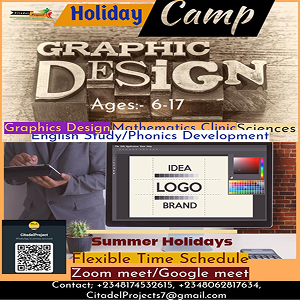 Holiday Camp
GRAPHIC
DESIGN
Ages:- 6-17
Graphics Design Mathematics Clinic Sciences
English Study/Phonics Development
IDEA
LOGO
BRAND
CitadelProject
Summer Holidays
Flexible Time Schedule
Zoom meet/Google meet
Contact; +2348174532615, +2348062817634,
CitadelProjects7@gmail.com